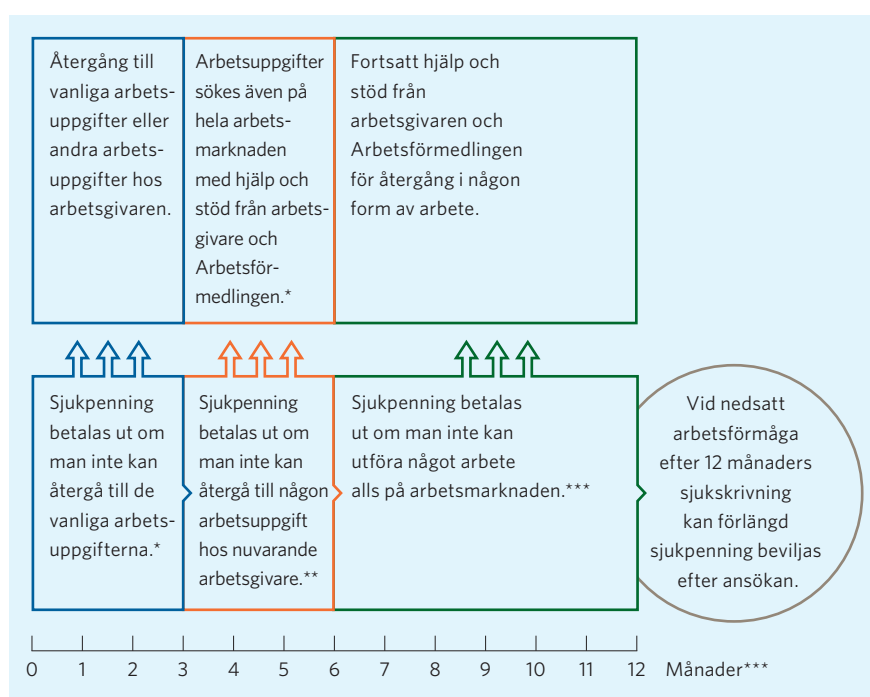 Återgång till
vanliga arbets-
uppgifter eller
andra arbets-
uppgifter hos
arbetsgivaren.
Arbetsuppgifter
sökes även på
hela arbets-
marknaden
med hjälp och
stöd från arbets-
givare och
Arbetsför-
medlingen.*
Fortsatt hjälp och
stöd från
arbetsgivaren och
Arbetsförmedlingen
för återgång i någon
form av arbete.
Sjukpenning
betalas ut om
man inte kan
återgå till de
vanliga arbets-
uppgifterna.*
Sjukpenning
betalas ut om
man inte kan
återgå till någon
arbetsuppgift
hos nuvarande
arbetsgivare.**
Sjukpenning betalas
ut om man inte kan
utföra något arbete
alls på arbetsmarknaden.***
Vid nedsatt
arbetsförmåga
efter 12 månaders
sjukskrivning
kan förlängd
sjukpenning beviljas
efter ansökan.
0 1 2 3 4 5 6 7 8 9 10 11 12 Månader***